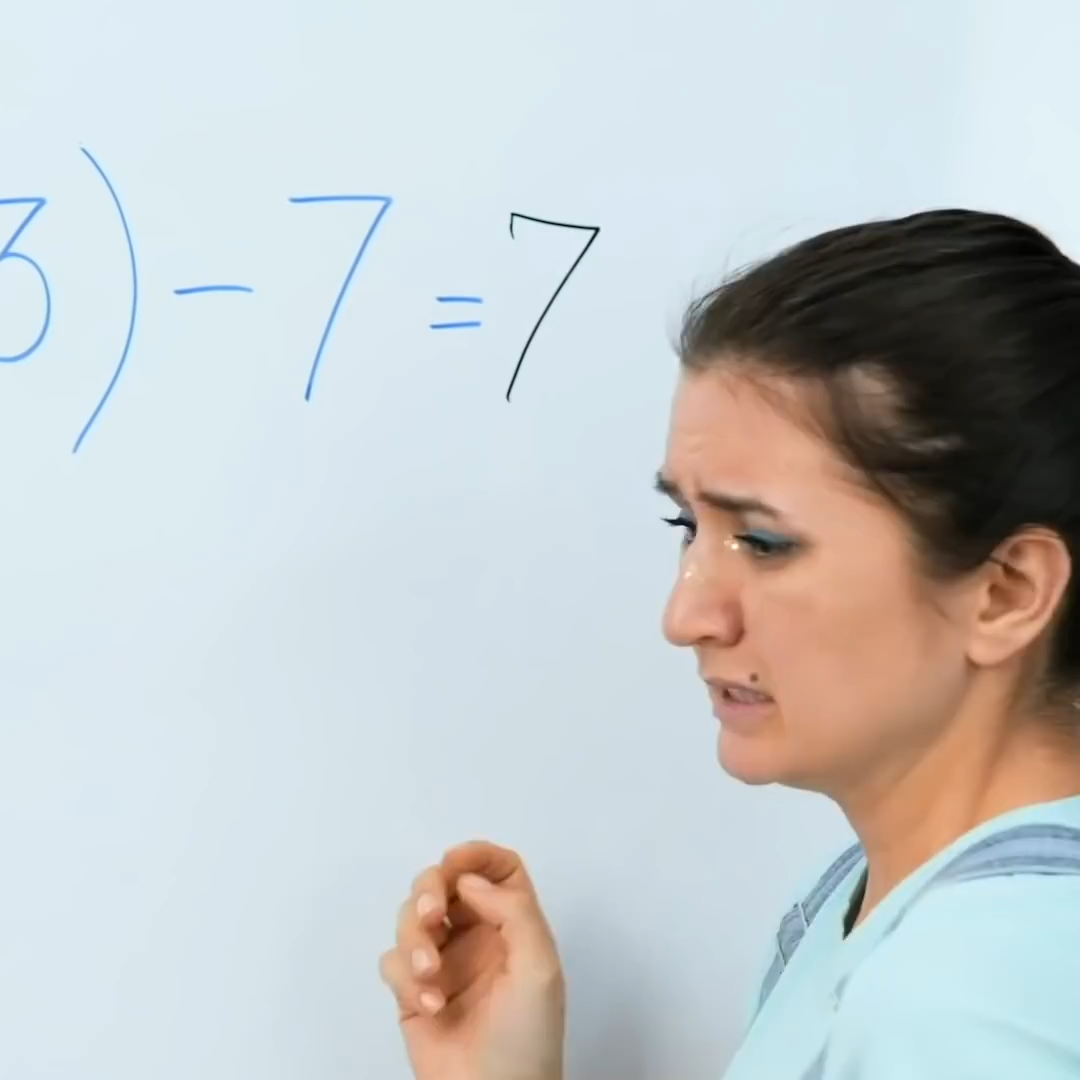 3) - 7 = 7